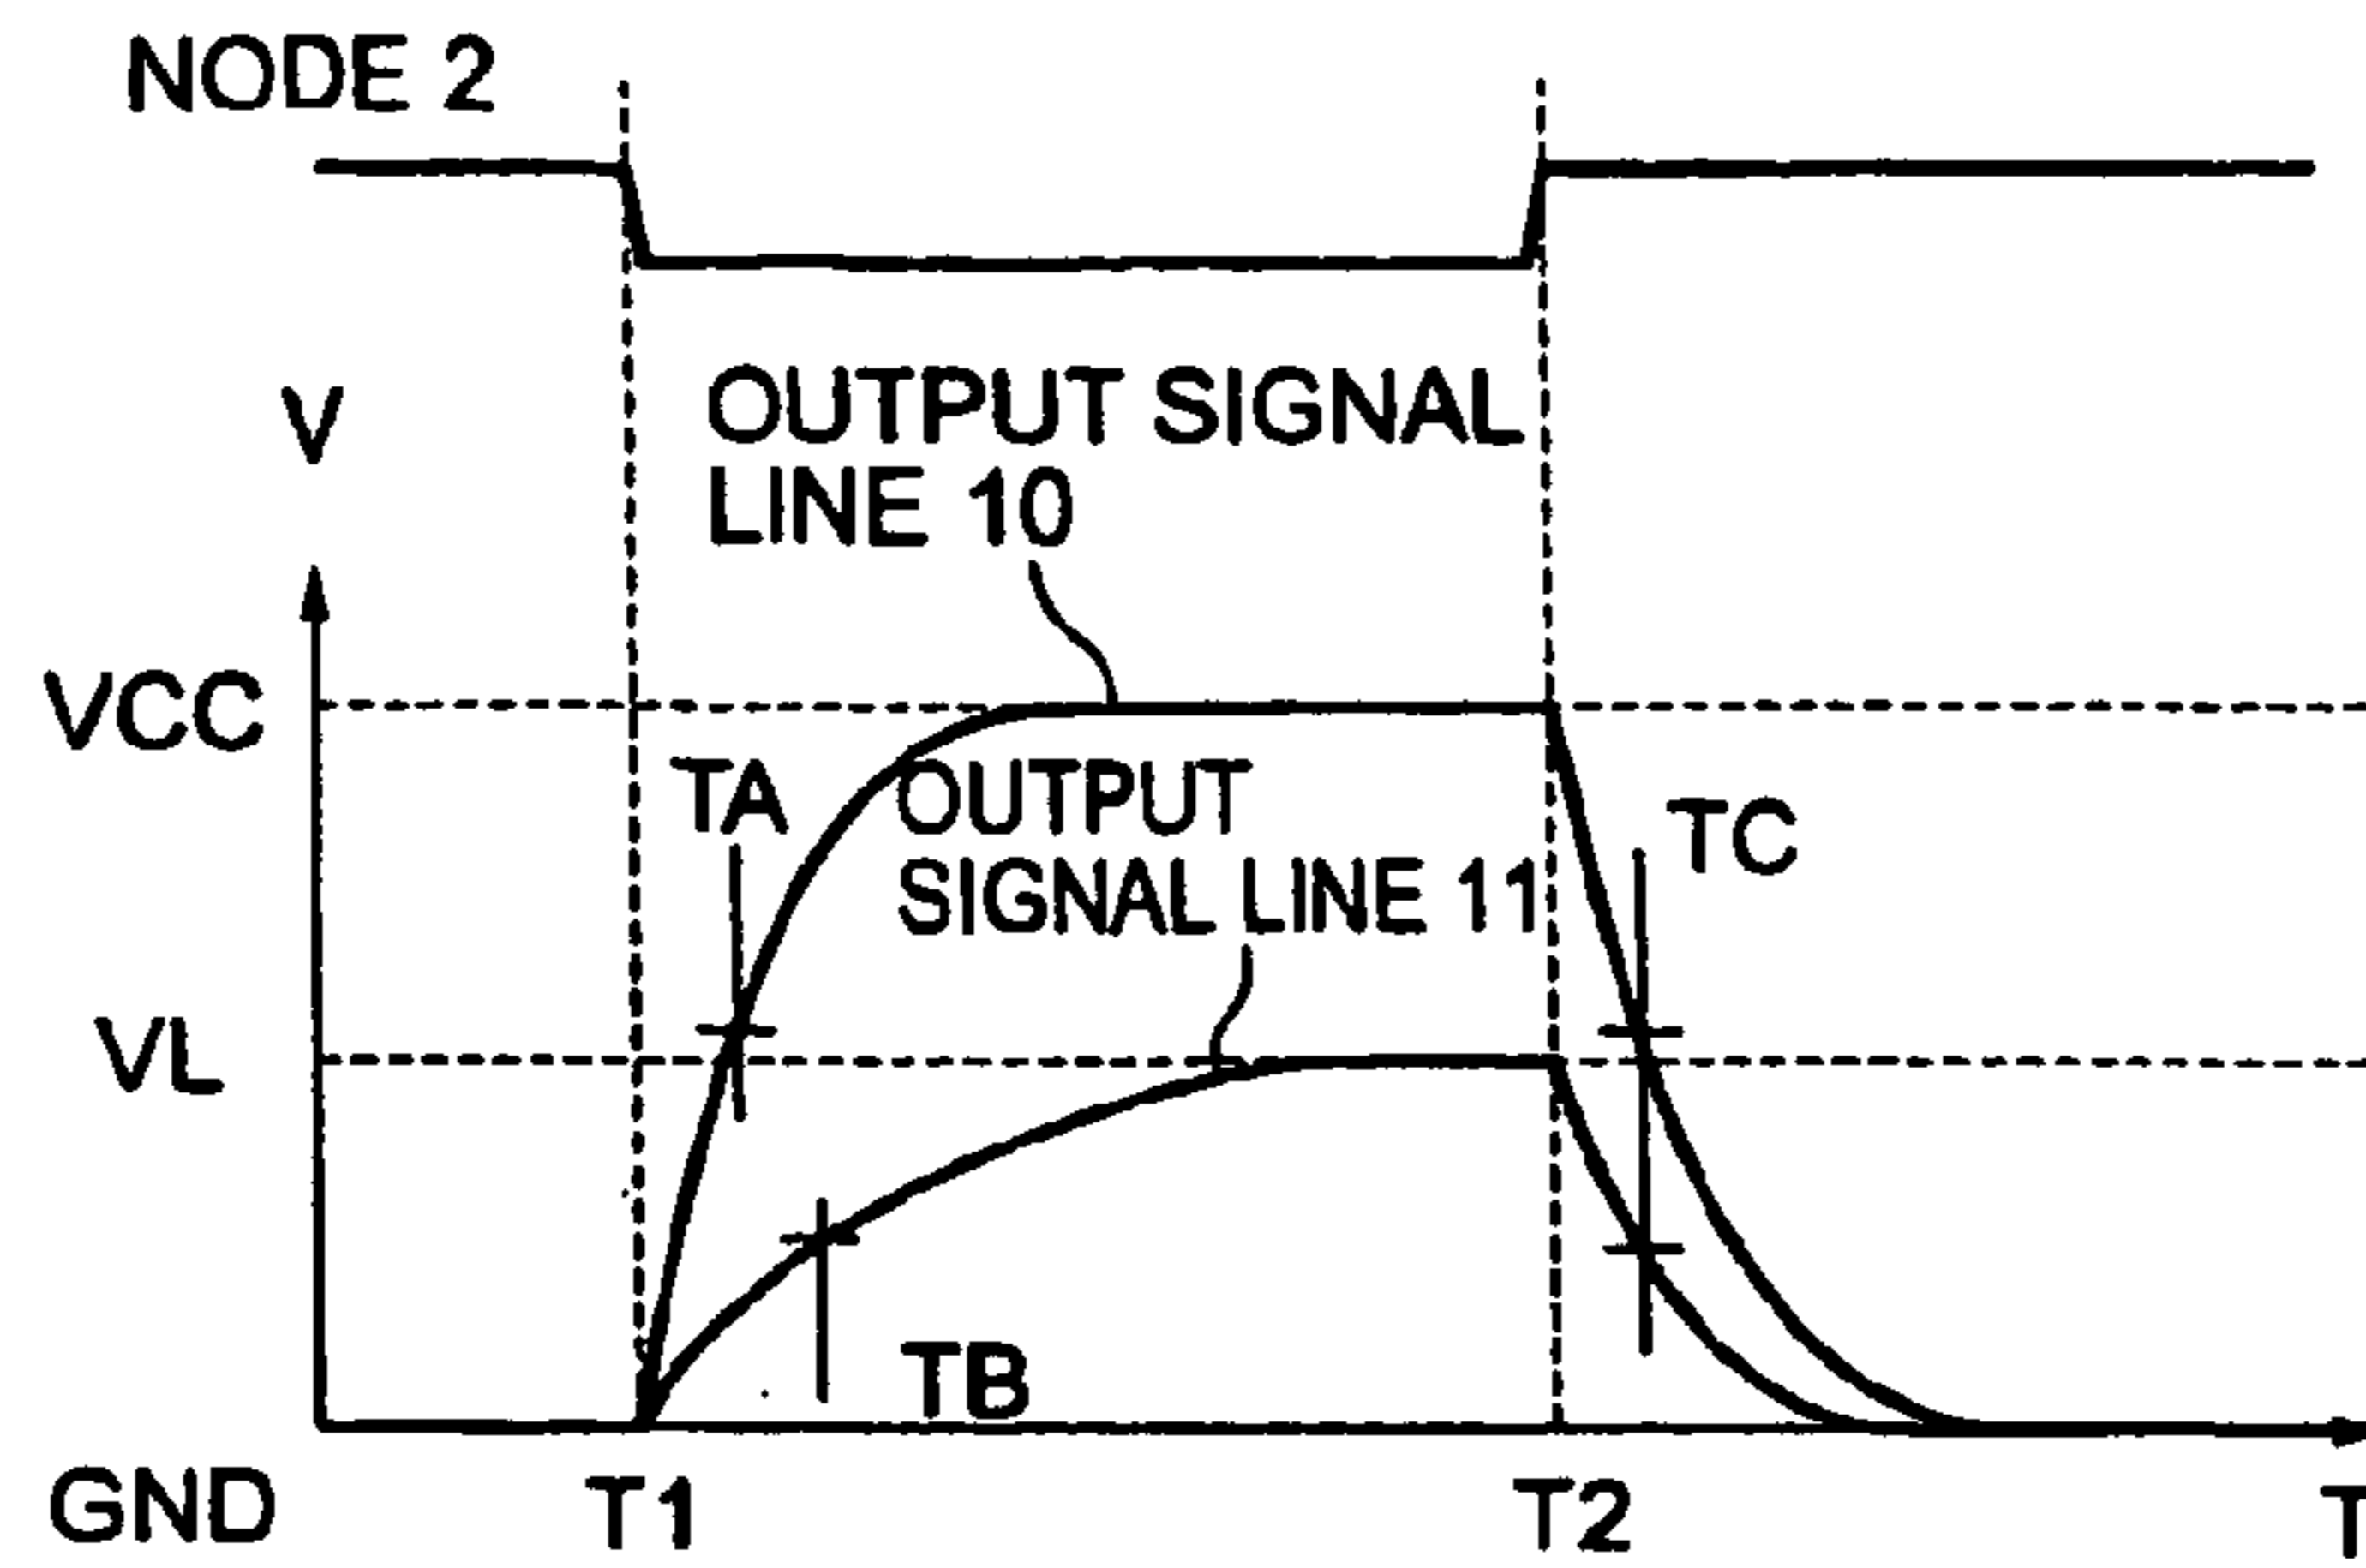 NODE 2
V
OUTPUT SIGNAL
LINE 10
VCC
TA
OUTPUT
SIGNAL LINE 11
TC
VL
TB
GND
T1
T2
T